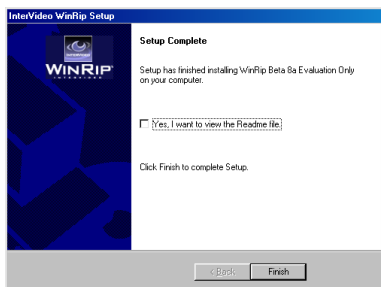 InterVideo WinRip Setup
WINRIP
Setup Complete
Setup has finished installing WinRip Beta 8a Evaluation Only
on your computer.
Yes, I want to view the Readme file.
Click Finish to complete Setup.
< Back
Finish